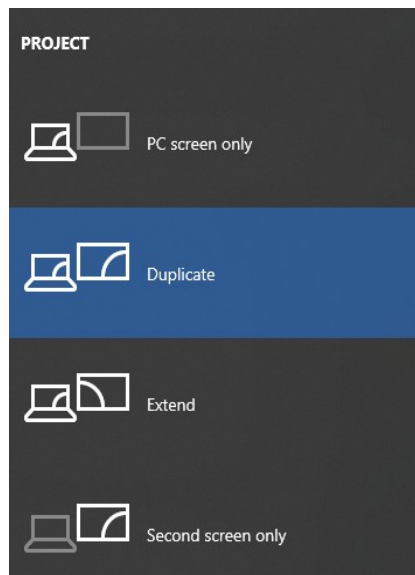 PROJECT
PC screen only
Duplicate
Extend
Second screen only